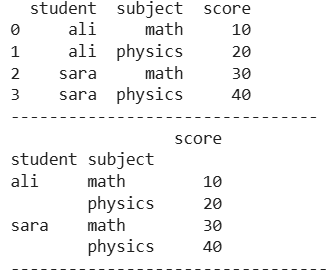 student  subject  score
0     ali     math     10
1     ali  physics     20
2    sara     math     30
3    sara  physics     40
-------------------------------
                 score
student subject
ali     math        10
        physics     20
sara    math        30
        physics     40
--------------------------------